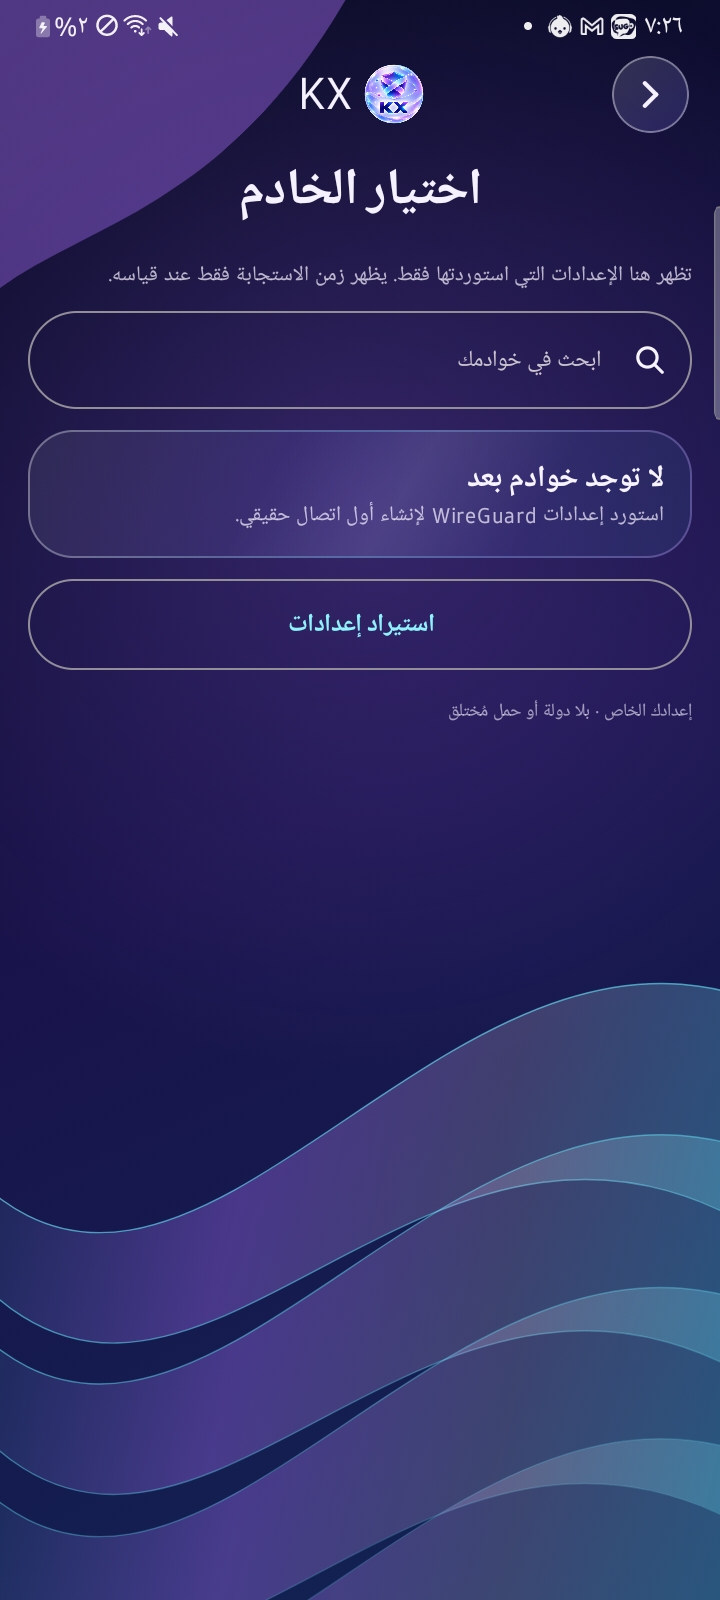 ٧:٢٦
%٢
KX
KX
اختيار الخادم
تظهر هنا الإعدادات التي استوردتها فقط. يظهر زمن الاستجابة فقط عند قياسه.
ابحث في خوادمك
لا توجد خوادم بعد
استورد إعدادات WireGuard لإنشاء أول اتصال حقيقي.
استيراد إعدادات
إعدادك الخاص · بلا دولة أو حمل مُختلق